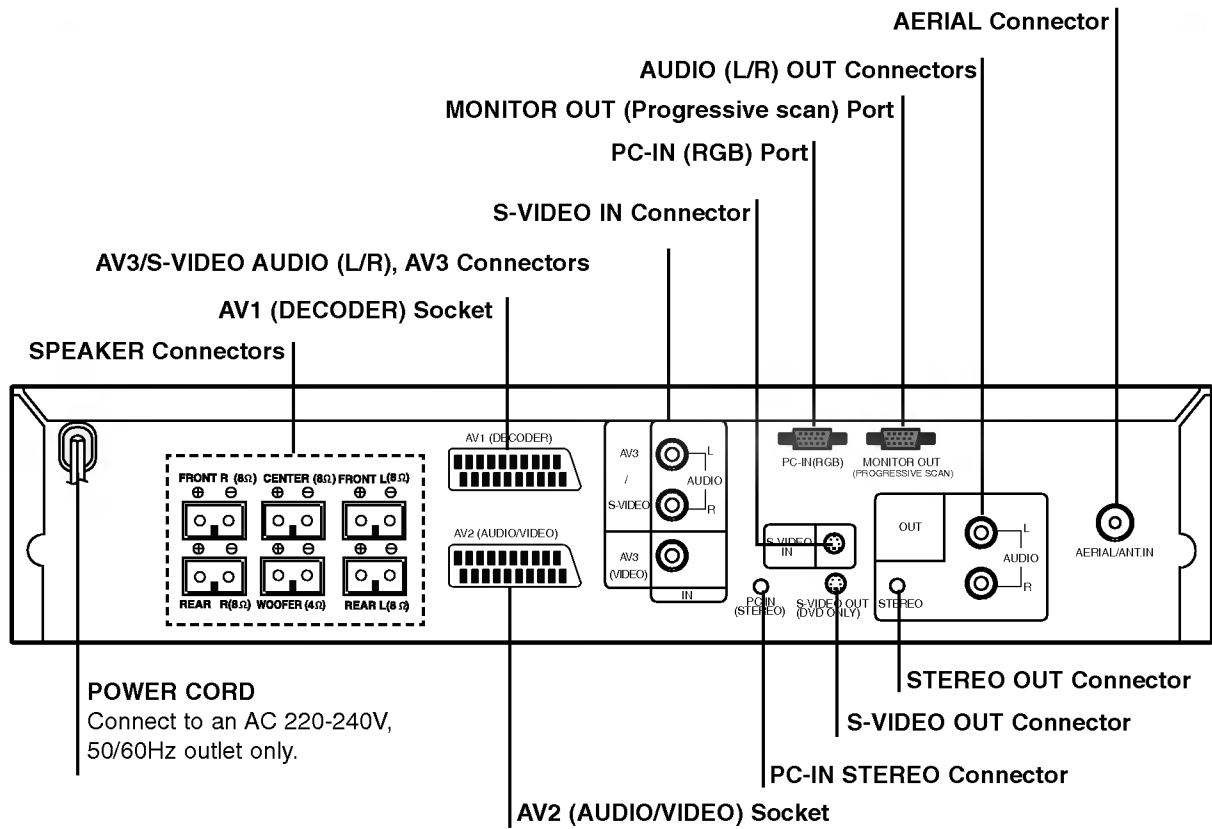 AERIAL Connector
AUDIO (L/R) OUT Connectors
MONITOR OUT (Progressive scan) Port
PC-IN (RGB) Port
S-VIDEO IN Connector
AV3/S-VIDEO AUDIO (L/R), AV3 Connectors
AV1 (DECODER) Socket
SPEAKER Connectors
FRONT R (8Ω) CENTER (8Ω) FRONT L(8Ω)
⊕ ⊖ ⊕ ⊖ ⊕ ⊖
⊕ ⊖ ⊕ ⊖ ⊕ ⊖
REAR R(8Ω) WOOFER (4Ω) REAR L(8Ω)
AV1 (DECODER)
AV2 (AUDIO/VIDEO)
AV3
/
S-VIDEO
L
AUDIO
R
AV3
(VIDEO)
IN
PC-IN(RGB)
MONITOR OUT
(PROGRESSIVE SCAN)
S-VIDEO
IN
PC-IN
(STEREO)
S-VIDEO OUT
(DVD ONLY)
OUT
STEREO
L
AUDIO
R
AERIAL/ANT.IN
POWER CORD
Connect to an AC 220-240V,
50/60Hz outlet only.
STEREO OUT Connector
S-VIDEO OUT Connector
PC-IN STEREO Connector
AV2 (AUDIO/VIDEO) Socket